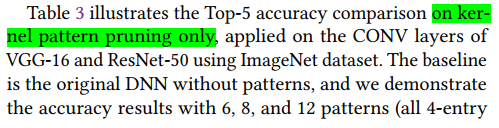 Table 3 illustrates the Top-5 accuracy comparison on ker-
nel pattern pruning only, applied on the CONV layers of
VGG-16 and ResNet-50 using ImageNet dataset. The baseline
is the original DNN without patterns, and we demonstrate
the accuracy results with 6, 8, and 12 patterns (all 4-entry